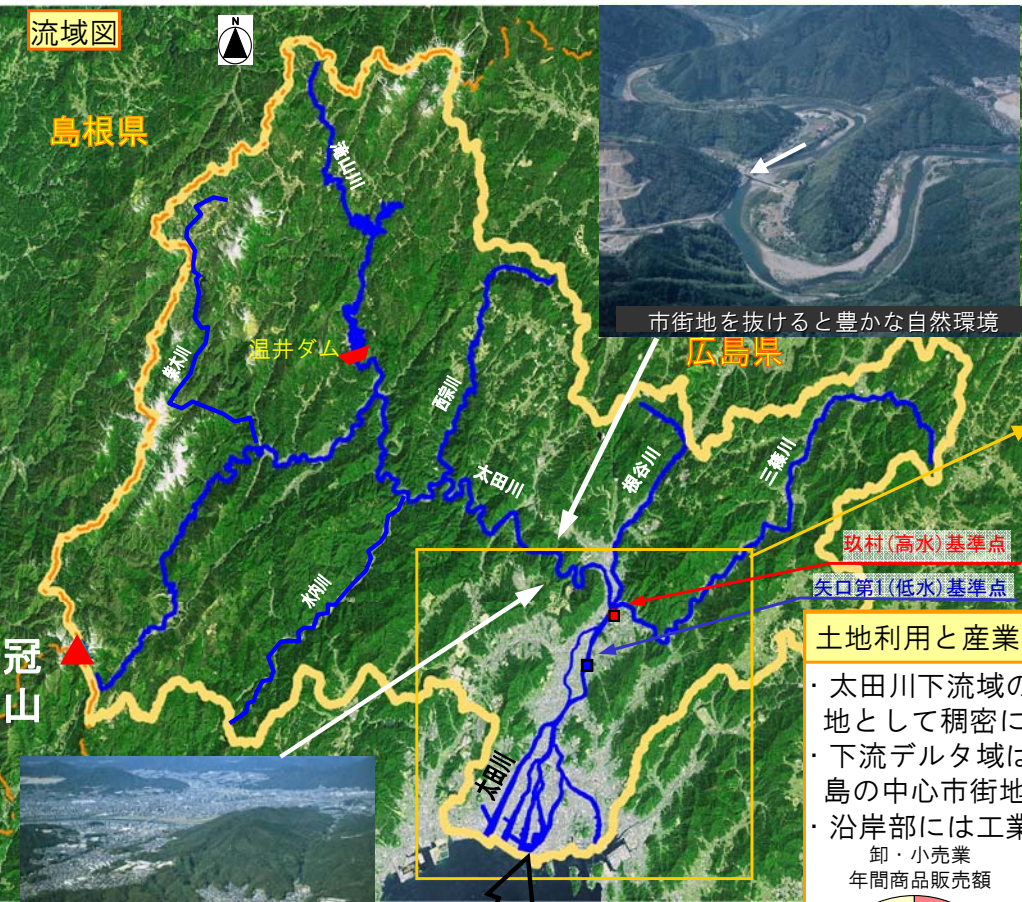 流域図
N
島根県
滝山川
市街地を抜けると豊かな自然環境
広島県
温井ダム
柴木川
西宗川
太田川
根谷川
三篠川
水内川
玖村(高水)基準点
矢口第1(低水)基準点
冠山
太田川
土地利用と産業
・太田川下流域の
地として稠密に
・下流デルタ域は
島の中心市街地
・沿岸部には工業
卸・小売業
年間商品販売額